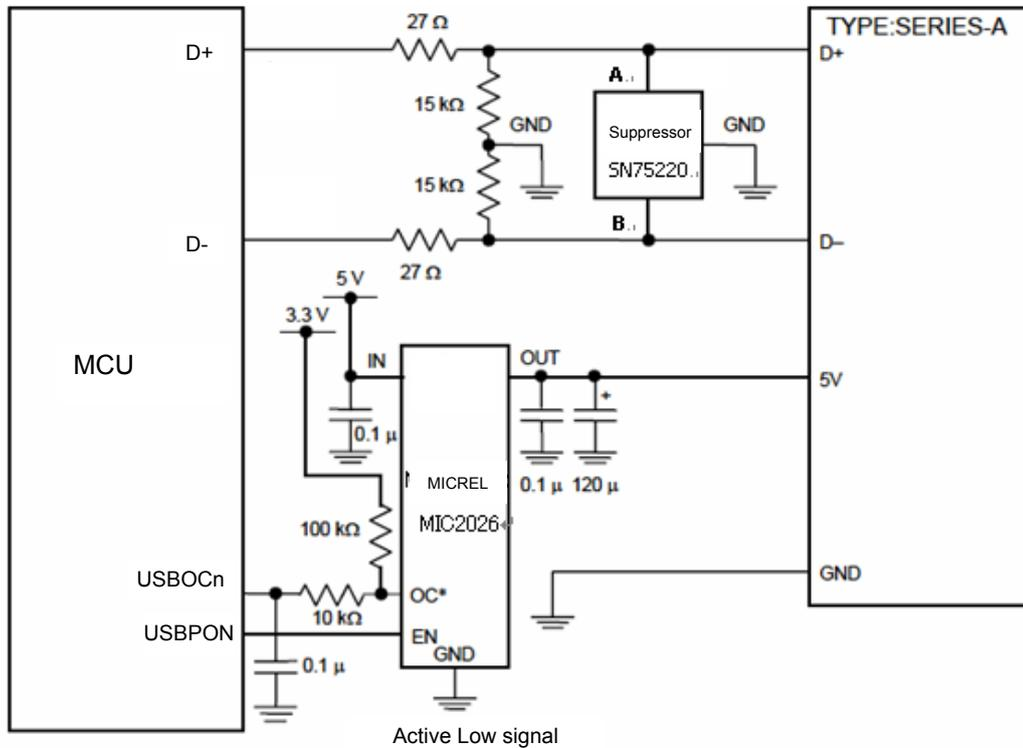 TYPE:SERIES-A
27 Ω
D+
D+
A
15 kΩ
GND
Suppressor
GND
SN75220
15 kΩ
B
D-
D–
27 Ω
5 V
3.3 V
MCU
IN
OUT
5V
+
0.1 µ
MICREL
0.1 µ
120 µ
MIC2026
100 kΩ
USBOCn
OC*
GND
10 kΩ
USBPON
EN
GND
0.1 µ
Active Low signal